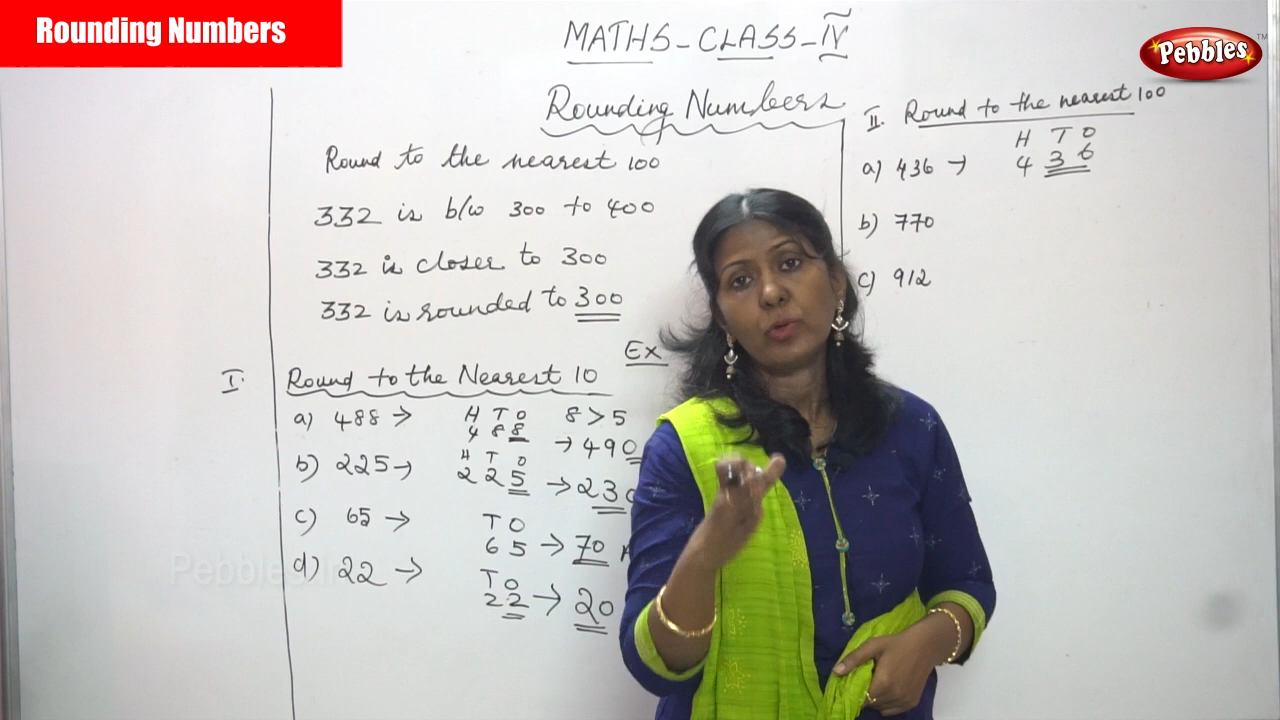 Rounding Numbers
MATHS - CLASS - IV
Pebbles TM
Rounding Numbers
Round to the nearest 100
332 is b/w 300 to 400
332 is closer to 300
332 is rounded to 300
Ex
I. Round to the Nearest 10
a) 488 → H T O 8 > 5
4 8 8 → 490
b) 225 → H T O
2 2 5 → 230
c) 65 → T O
6 5 → 70
d) 22 → T O
2 2 → 20
II. Round to the nearest 100
H T O
a) 436 → 4 3 6
b) 770
c) 912